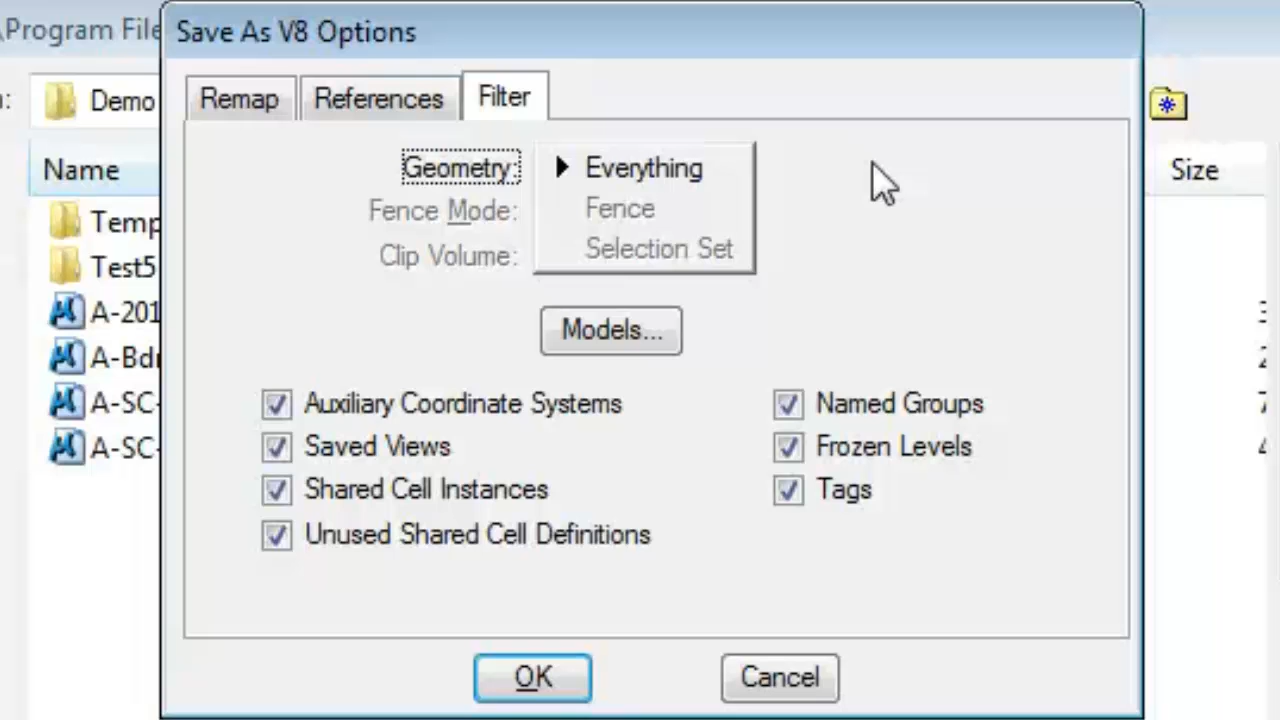 \Program File
Save As V8 Options
Demo
Remap References Filter
Name
Size
Geometry: Everything
Fence Mode: Fence
Clip Volume: Selection Set
Temp
Test5
A-201
A-Bdr
A-SC-
A-SC-
Models...
Auxiliary Coordinate Systems
Named Groups
Saved Views
Frozen Levels
Shared Cell Instances
Tags
Unused Shared Cell Definitions
OK Cancel